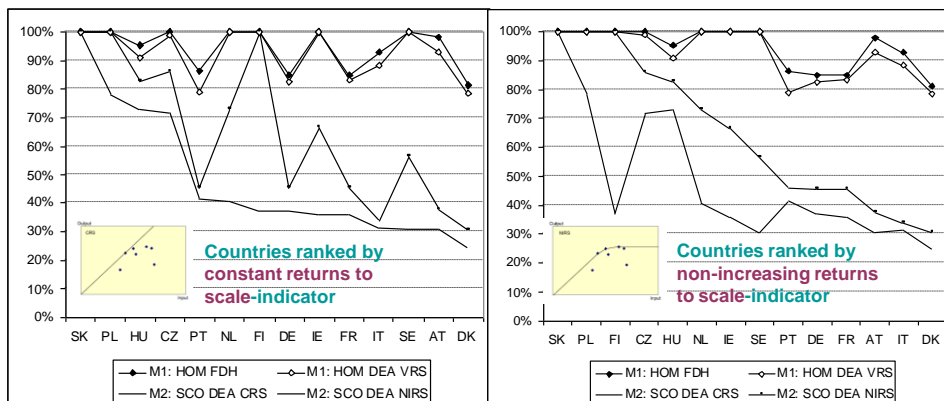 100%
90%
80%
70%
60%
50%
40%
30%
20%
10%
0%
Output
CRS
Input
Countries ranked by
constant returns to
scale-indicator
SK PL HU CZ PT NL FI DE IE FR IT SE AT DK
M1: HOM FDH M1: HOM DEA VRS
M2: SCO DEA CRS M2: SCO DEA NIRS
100%
90%
80%
70%
60%
50%
40%
30%
20%
10%
0%
Output
NIRS
Input
Countries ranked by
non-increasing returns
to scale-indicator
SK PL FI CZ HU NL IE SE PT DE FR AT IT DK
M1: HOM FDH M1: HOM DEA VRS
M2: SCO DEA CRS M2: SCO DEA NIRS